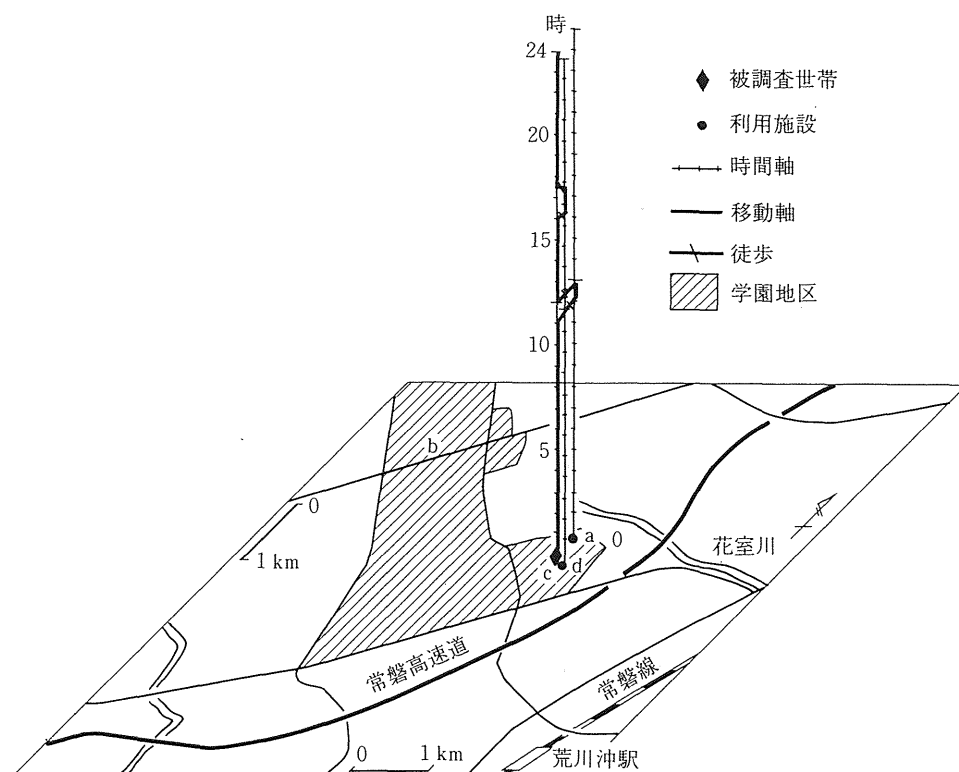 時
24
20
15
10
5
0
被調査世帯
利用施設
時間軸
移動軸
徒歩
学園地区
b
0
1 km
a
c
d
花室川
常磐高速道
常磐線
荒川沖駅
0 1 km